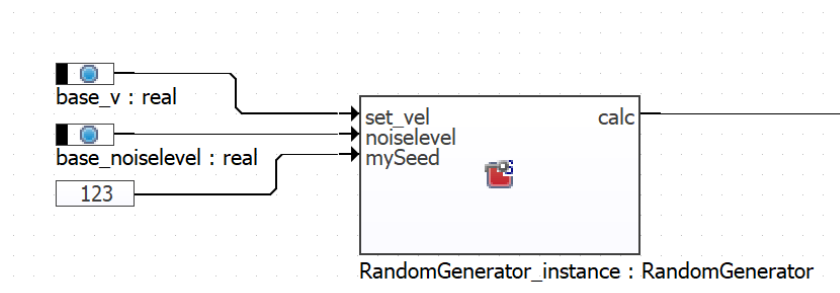 base_v : real
set_vel
calc
noiselevel
base_noiselevel : real
mySeed
123
RandomGenerator_instance : RandomGenerator